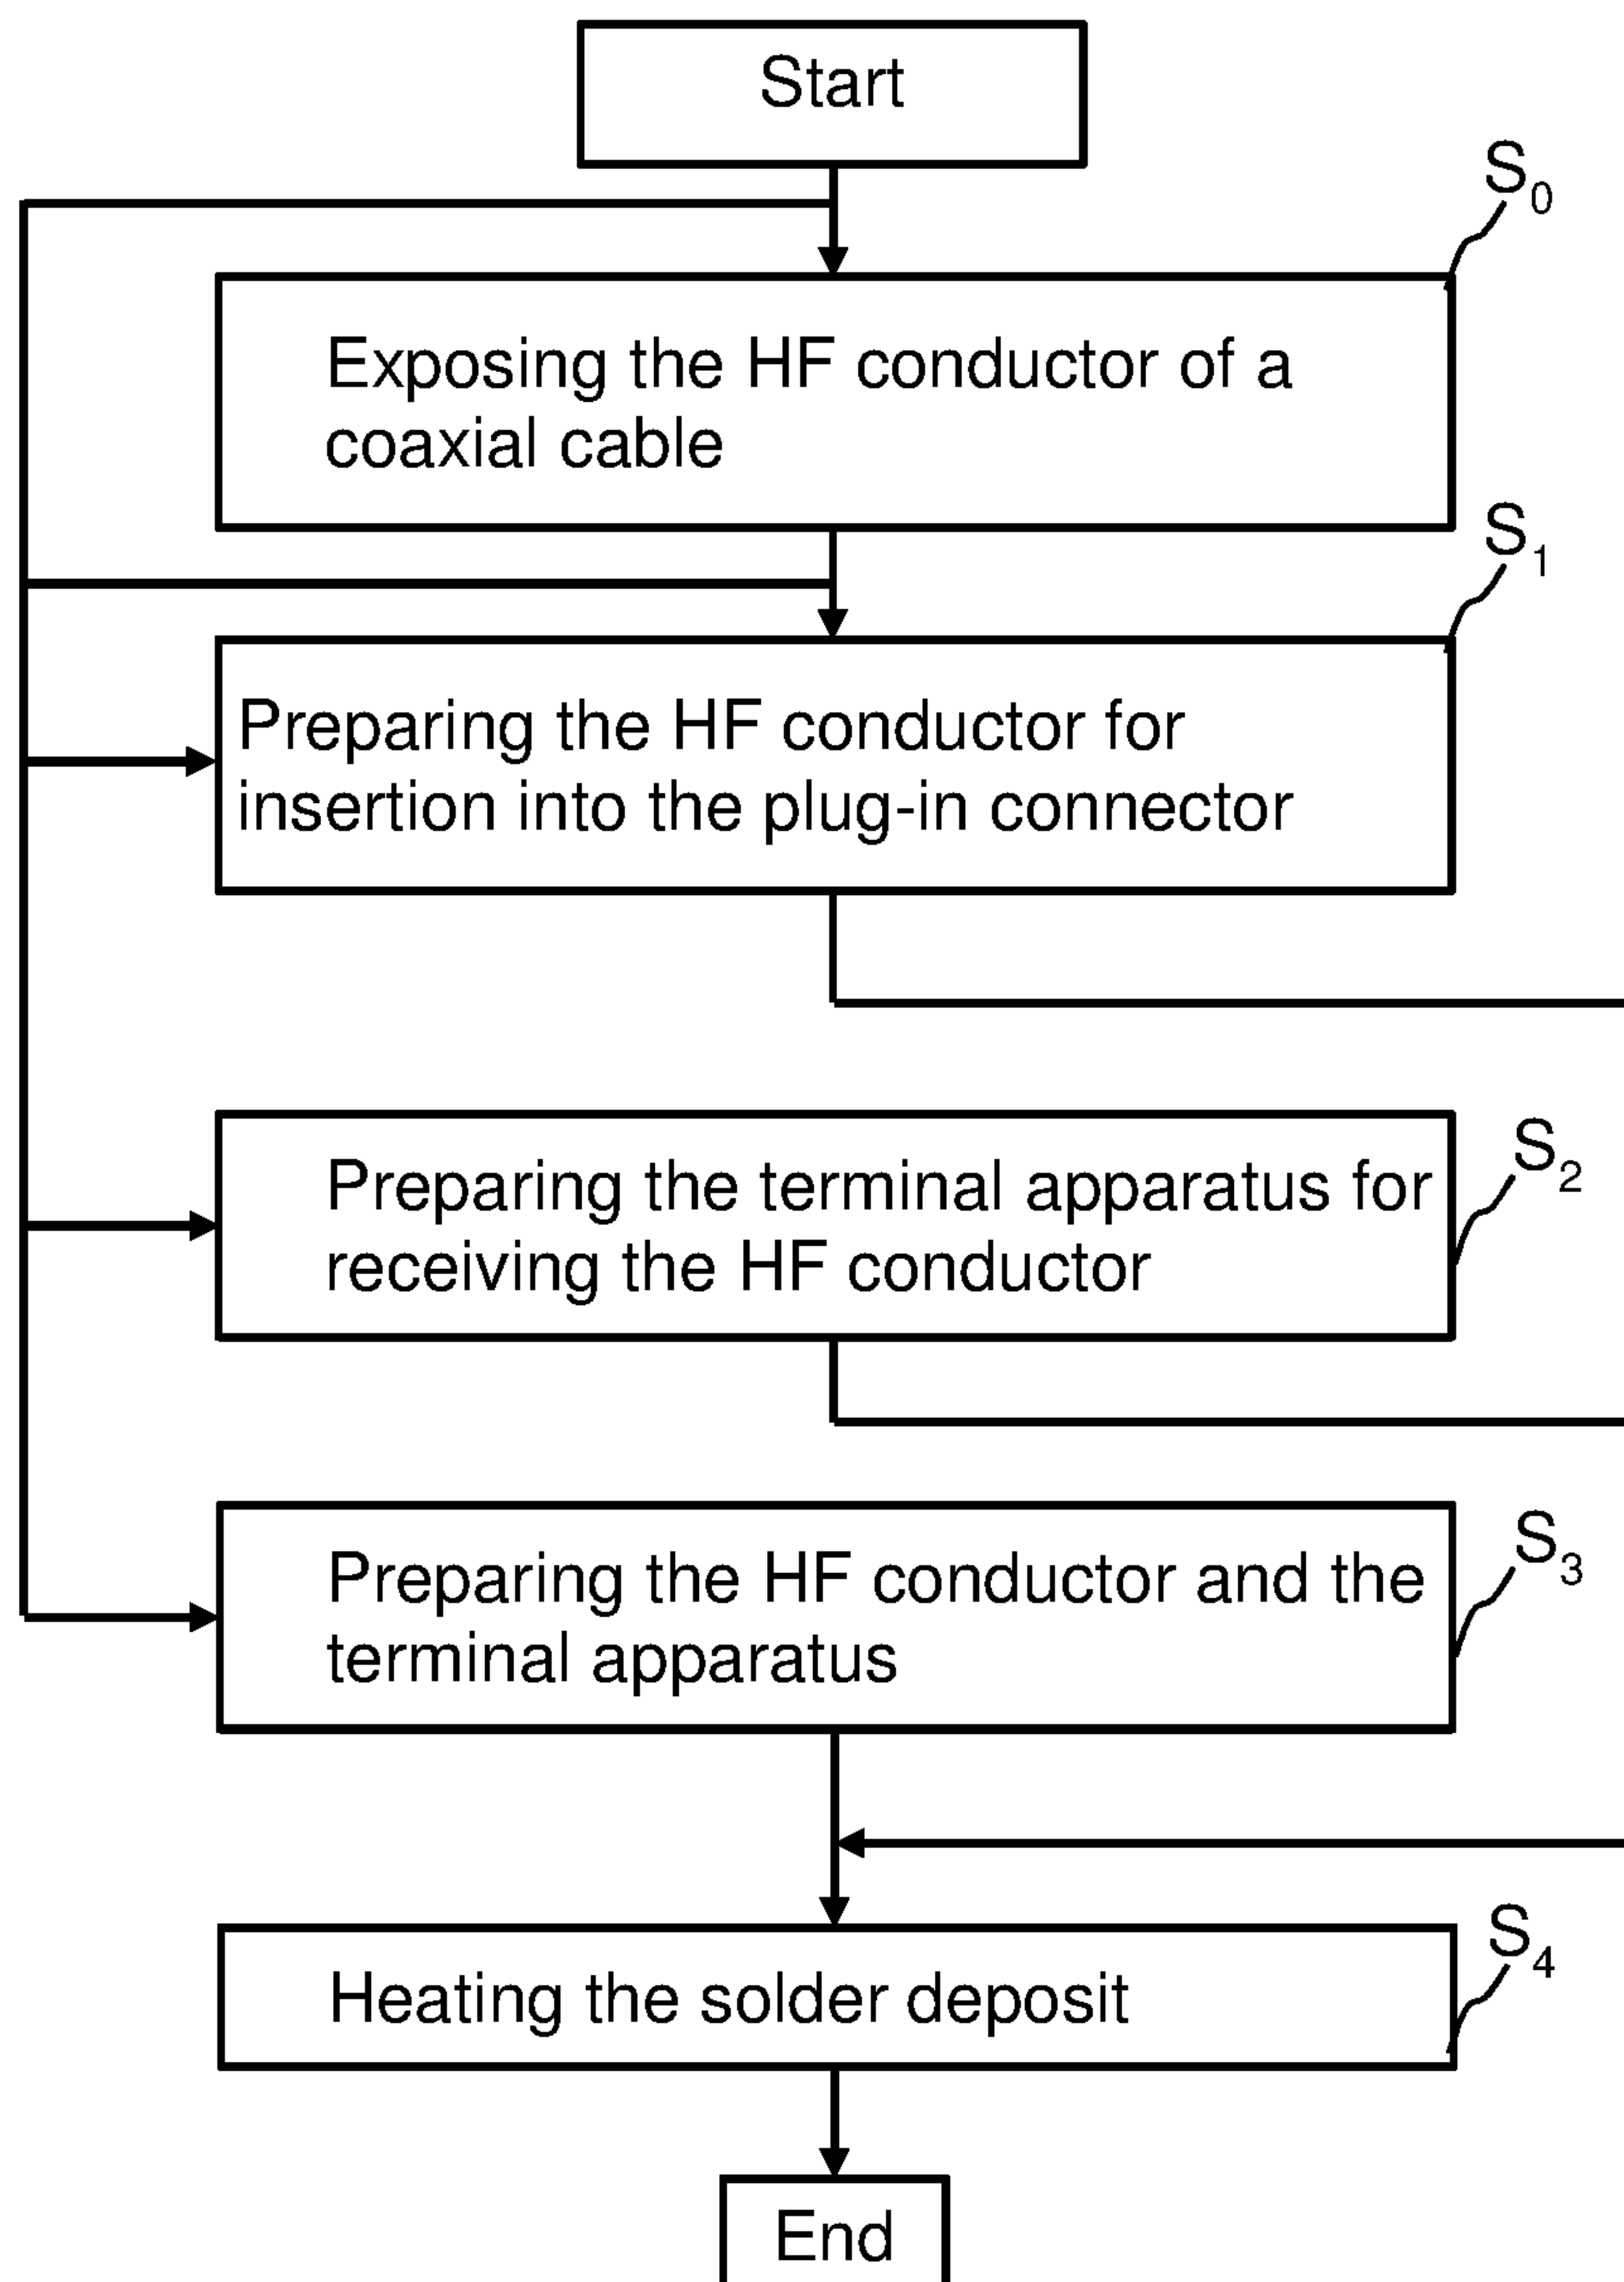 Start
S0
Exposing the HF conductor of a
coaxial cable
S1
Preparing the HF conductor for
insertion into the plug-in connector
S2
Preparing the terminal apparatus for
receiving the HF conductor
S3
Preparing the HF conductor and the
terminal apparatus
S4
Heating the solder deposit
End